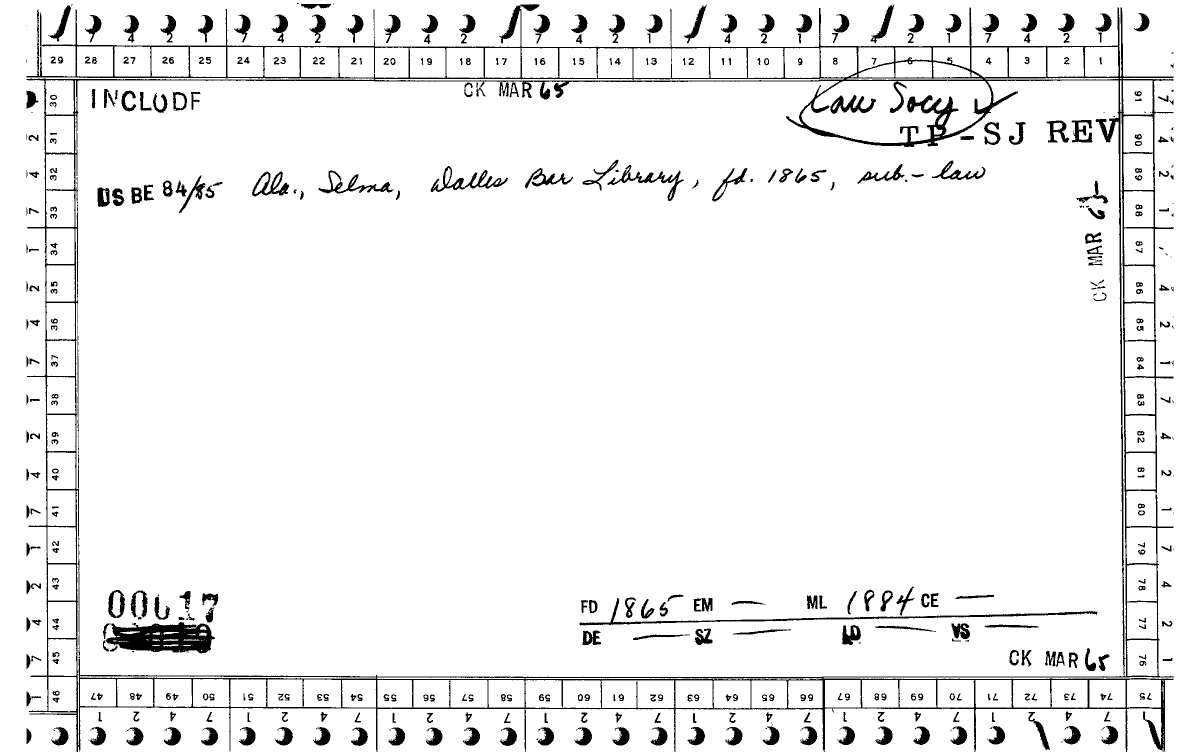 7 4 2 1 7 4 2 1 7 4 2 1 7 4 2 1 7 4 2 1 7 4 2 1 7 4 2 1
29 28 27 26 25 24 23 22 21 20 19 18 17 16 15 14 13 12 11 10 9 8 7 6 5 4 3 2 1
INCLUDF
CK MAR 65
Law Socy ✓
TP-SJ REV
US BE 84/85 Ala., Selma, Dalles Bar Library, fd. 1865, sub. - law
CK MAR 65
30 31 32 33 34 35 36 37 38 39 40 41 42 43 44 45 46
91 90 89 88 87 86 85 84 83 82 81 80 79 78 77 76 75
00017
FD 1865 EM — ML 1884 CE —
DE — SZ — LD — VS —
CK MAR 65
47 48 49 50 51 52 53 54 55 56 57 58 59 60 61 62 63 64 65 66 67 68 69 70 71 72 73 74 75
1 2 4 7 1 2 4 7 1 2 4 7 1 2 4 7 1 2 4 7 1 2 4 7 1 2 4 7